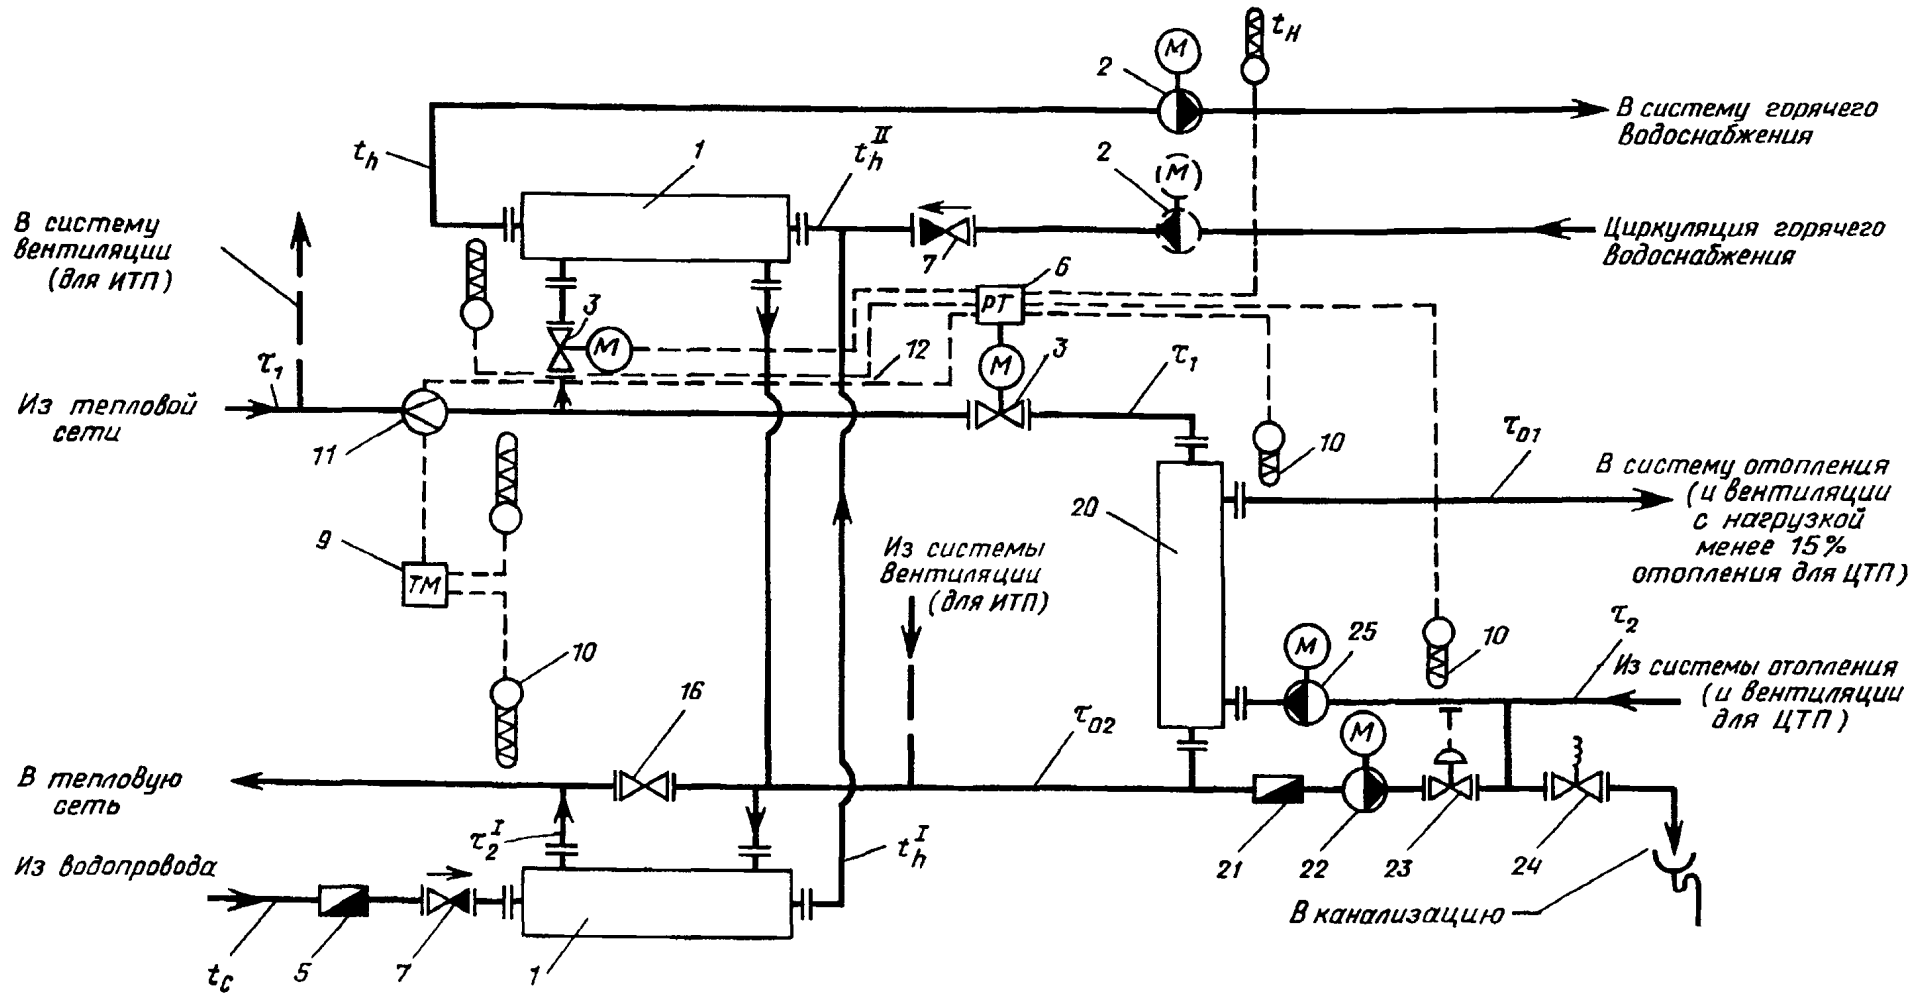 t_н
М
2
В систему горячего
водоснабжения
t_h
1
t_h^II
2
М
В систему
вентиляции
(для ИТП)
Циркуляция горячего
водоснабжения
7
6
3
РТ
М
12
М
3
τ_1
τ_1
Из тепловой
сети
11
10
τ_01
В систему отопления
(и вентиляции
с нагрузкой
менее 15%
отопления для ЦТП)
20
9
ТМ
Из системы
вентиляции
(для ИТП)
10
М
25
10
τ_2
Из системы отопления
(и вентиляции
для ЦТП)
16
τ_02
М
В тепловую
сеть
τ_2^I
t_h^I
21
22
23
24
Из водопровода
t_c
5
7
1
В канализацию